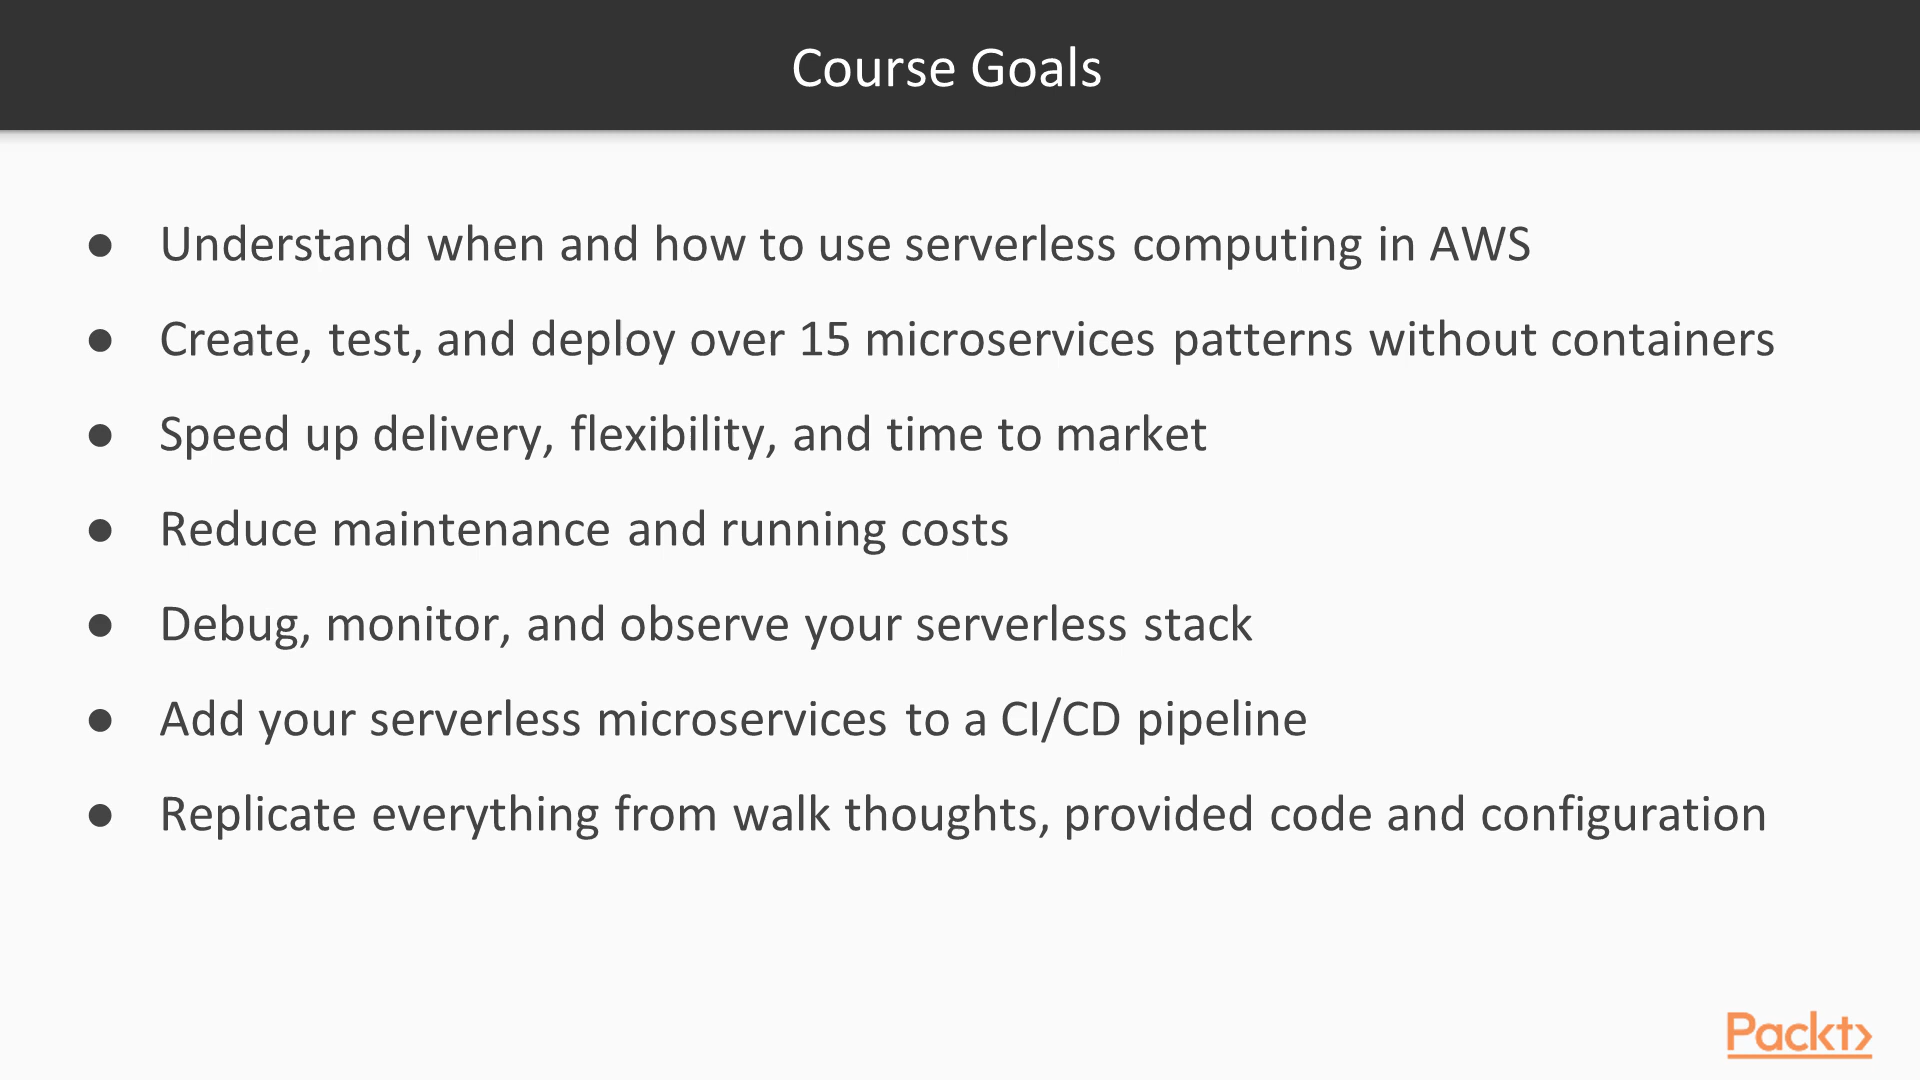 Course Goals
● Understand when and how to use serverless computing in AWS
● Create, test, and deploy over 15 microservices patterns without containers
● Speed up delivery, flexibility, and time to market
● Reduce maintenance and running costs
● Debug, monitor, and observe your serverless stack
● Add your serverless microservices to a CI/CD pipeline
● Replicate everything from walk thoughts, provided code and configuration
Packt>